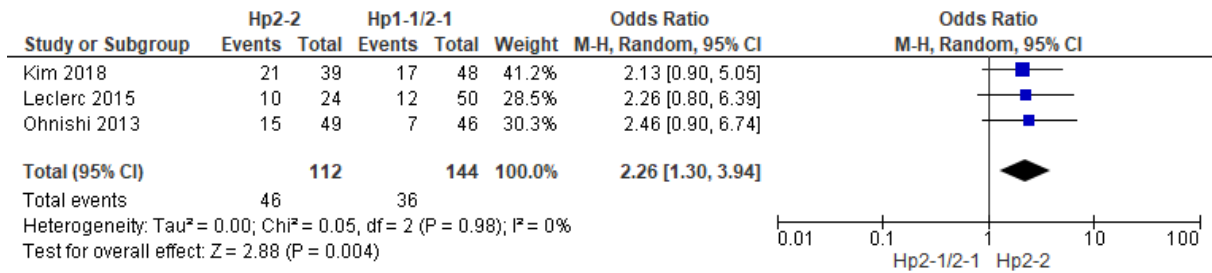 Hp2-2 Hp1-1/2-1 Odds Ratio Odds Ratio
Study or Subgroup Events Total Events Total Weight M-H, Random, 95% CI M-H, Random, 95% CI
Kim 2018 21 39 17 48 41.2% 2.13 [0.90, 5.05]
Leclerc 2015 10 24 12 50 28.5% 2.26 [0.80, 6.39]
Ohnishi 2013 15 49 7 46 30.3% 2.46 [0.90, 6.74]
Total (95% CI) 112 144 100.0% 2.26 [1.30, 3.94]
Total events 46 36
Heterogeneity: Tau² = 0.00; Chi² = 0.05, df = 2 (P = 0.98); I² = 0%
Test for overall effect: Z = 2.88 (P = 0.004)
0.01 0.1 1 10 100
Hp2-1/2-1 Hp2-2